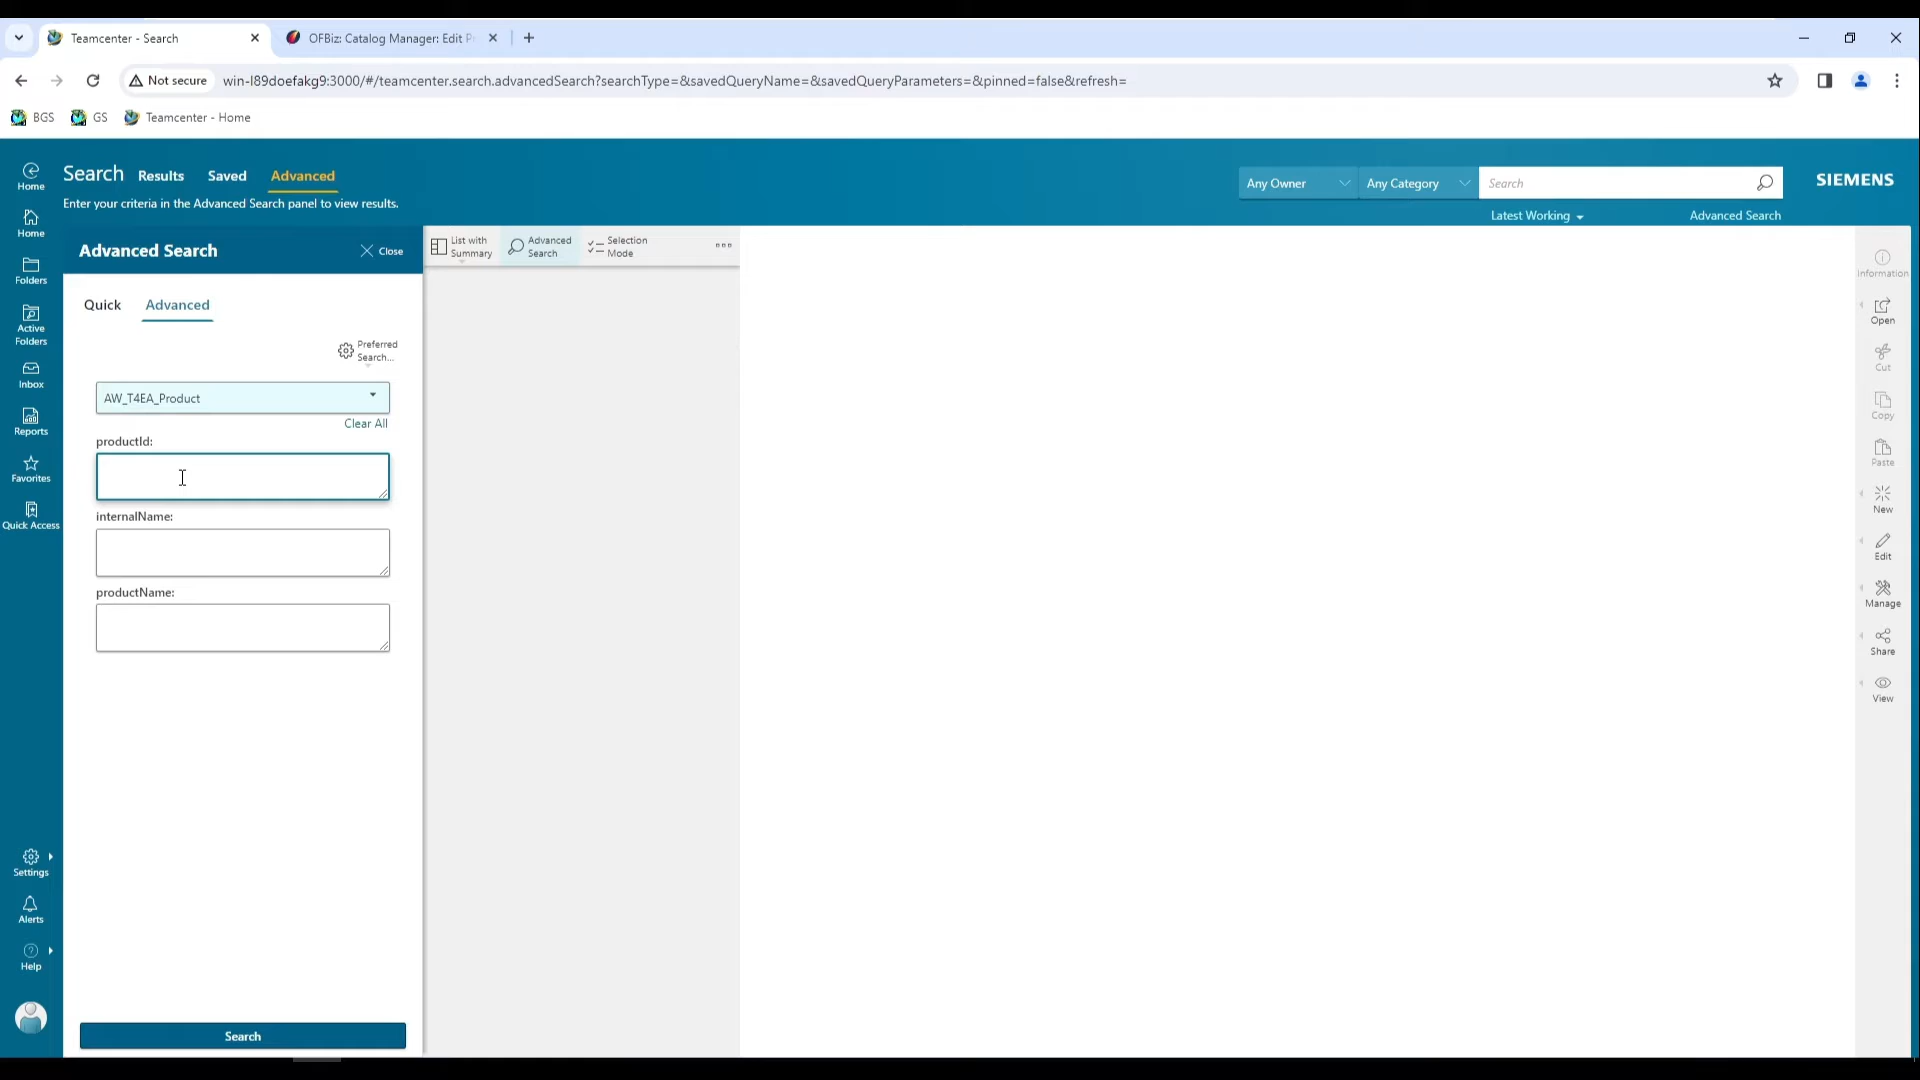 Teamcenter - Search
OFBiz: Catalog Manager: Edit P
Not secure
win-l89doefakg9:3000/#/teamcenter.search.advancedSearch?searchType=&savedQueryName=&savedQueryParameters=&pinned=false&refresh=
BGS
GS
Teamcenter - Home
Home
Home
Folders
Active
Folders
Inbox
Reports
Favorites
Quick Access
Settings
Alerts
Help
Search
Results
Saved
Advanced
Enter your criteria in the Advanced Search panel to view results.
Any Owner
Any Category
Search
SIEMENS
Latest Working
Advanced Search
Advanced Search
Close
Quick
Advanced
Preferred
Search...
AW_T4EA_Product
Clear All
productId:
internalName:
productName:
Search
List with
Summary
Advanced
Search
Selection
Mode
Information
Open
Cut
Copy
Paste
New
Edit
Manage
Share
View